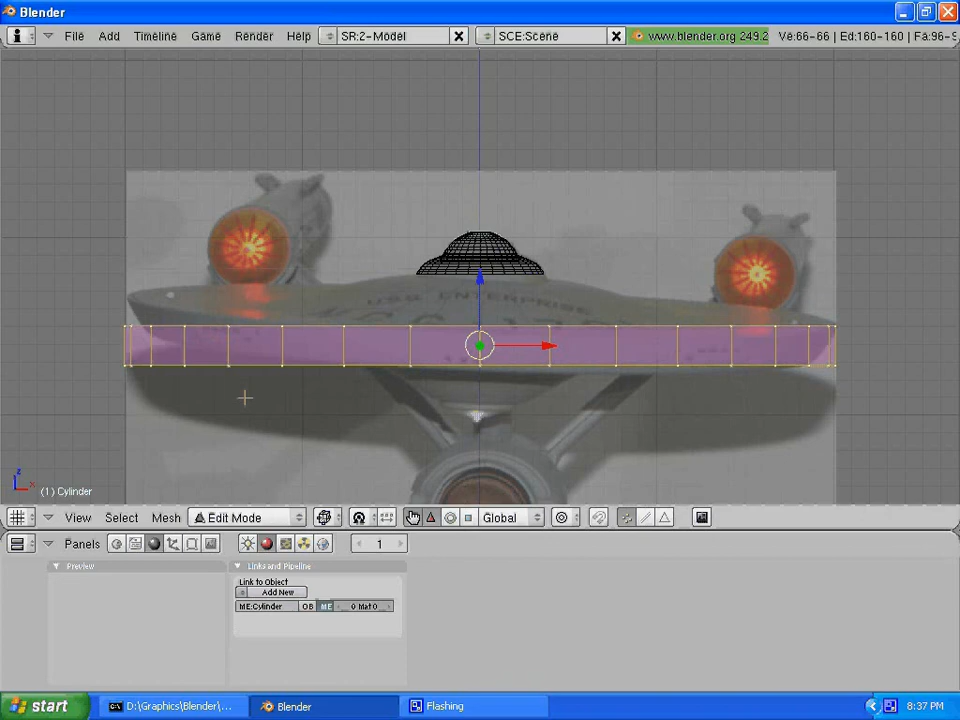 Blender
File Add Timeline Game Render Help SR:2-Model SCE:Scene www.blender.org 249.2 Ve:66-66 | Ed:160-160 | Fa:96-9
USS ENTERPRISE
z
x
(1) Cylinder
View Select Mesh Edit Mode Global
Panels 1
Preview Links and Pipeline
Link to Object
Add New
ME:Cylinder OB ME 0 Mat 0
start D:\Graphics\Blender\... Blender Flashing 8:37 PM